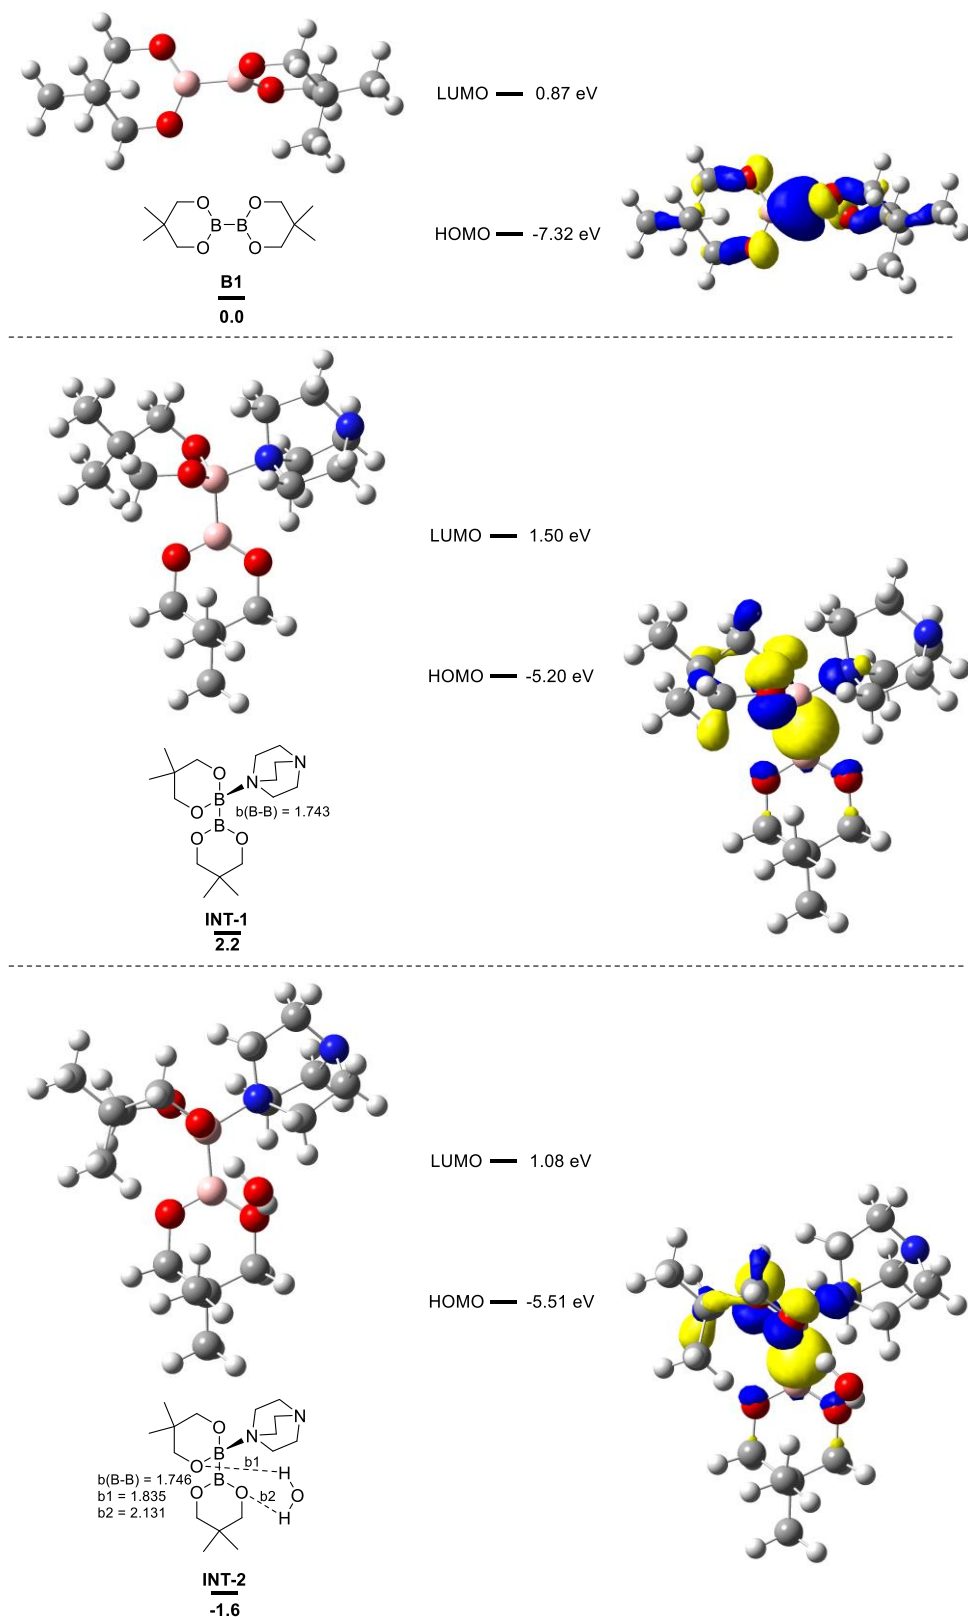 LUMO — 0.87 eV
HOMO — -7.32 eV
O O
B B
O O
B1
0.0
LUMO — 1.50 eV
HOMO — -5.20 eV
O N N
B
O b(B-B) = 1.743
B
O O
INT-1
2.2
LUMO — 1.08 eV
HOMO — -5.51 eV
O N N
B b1
O H
b(B-B) = 1.746 B
b1 = 1.835 O O b2 O
b2 = 2.131 H
INT-2
-1.6